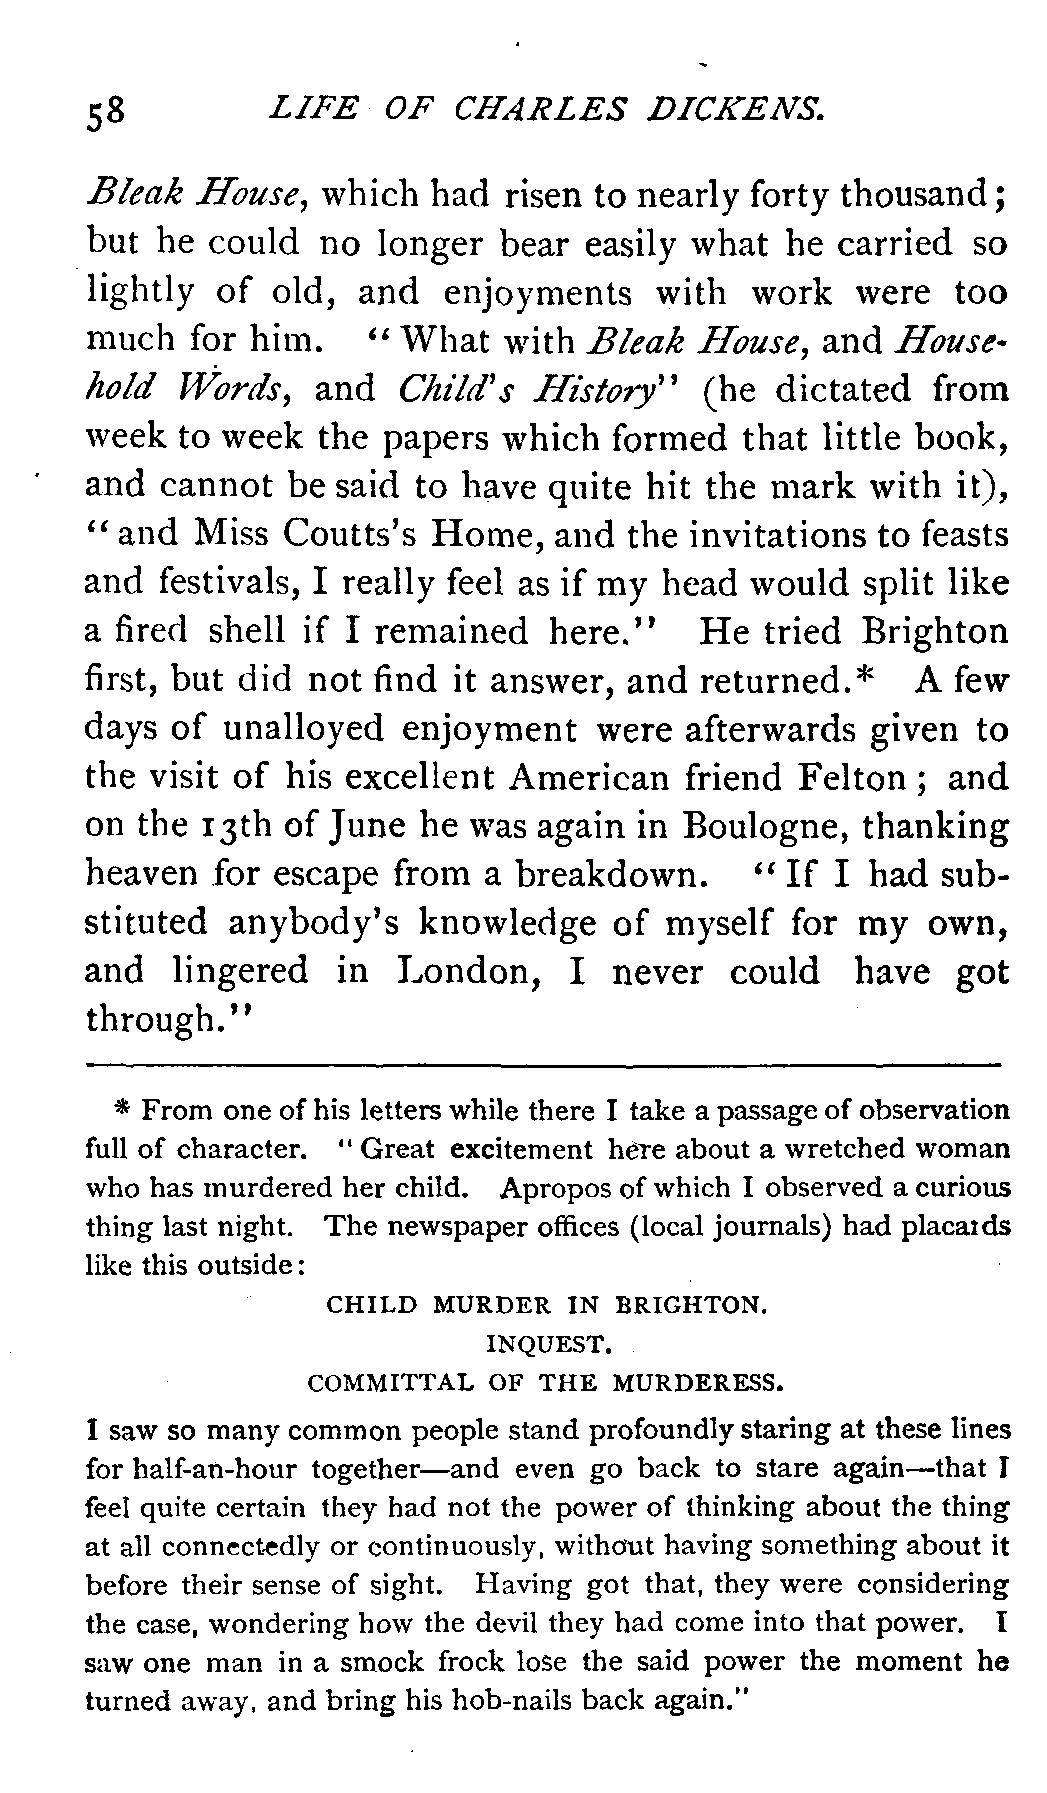 58 LIFE OF CHARLES DICKENS.
Bleak House, which had risen to nearly forty thousand;
but he could no longer bear easily what he carried so
lightly of old, and enjoyments with work were too
much for him. "What with Bleak House, and House-
hold Words, and Child's History" (he dictated from
week to week the papers which formed that little book,
and cannot be said to have quite hit the mark with it),
"and Miss Coutts's Home, and the invitations to feasts
and festivals, I really feel as if my head would split like
a fired shell if I remained here." He tried Brighton
first, but did not find it answer, and returned.* A few
days of unalloyed enjoyment were afterwards given to
the visit of his excellent American friend Felton; and
on the 13th of June he was again in Boulogne, thanking
heaven for escape from a breakdown. "If I had sub-
stituted anybody's knowledge of myself for my own,
and lingered in London, I never could have got
through."
* From one of his letters while there I take a passage of observation
full of character. "Great excitement here about a wretched woman
who has murdered her child. Apropos of which I observed a curious
thing last night. The newspaper offices (local journals) had placards
like this outside:
CHILD MURDER IN BRIGHTON.
INQUEST.
COMMITTAL OF THE MURDERESS.
I saw so many common people stand profoundly staring at these lines
for half-an-hour together—and even go back to stare again—that I
feel quite certain they had not the power of thinking about the thing
at all connectedly or continuously, without having something about it
before their sense of sight. Having got that, they were considering
the case, wondering how the devil they had come into that power. I
saw one man in a smock frock lose the said power the moment he
turned away, and bring his hob-nails back again."